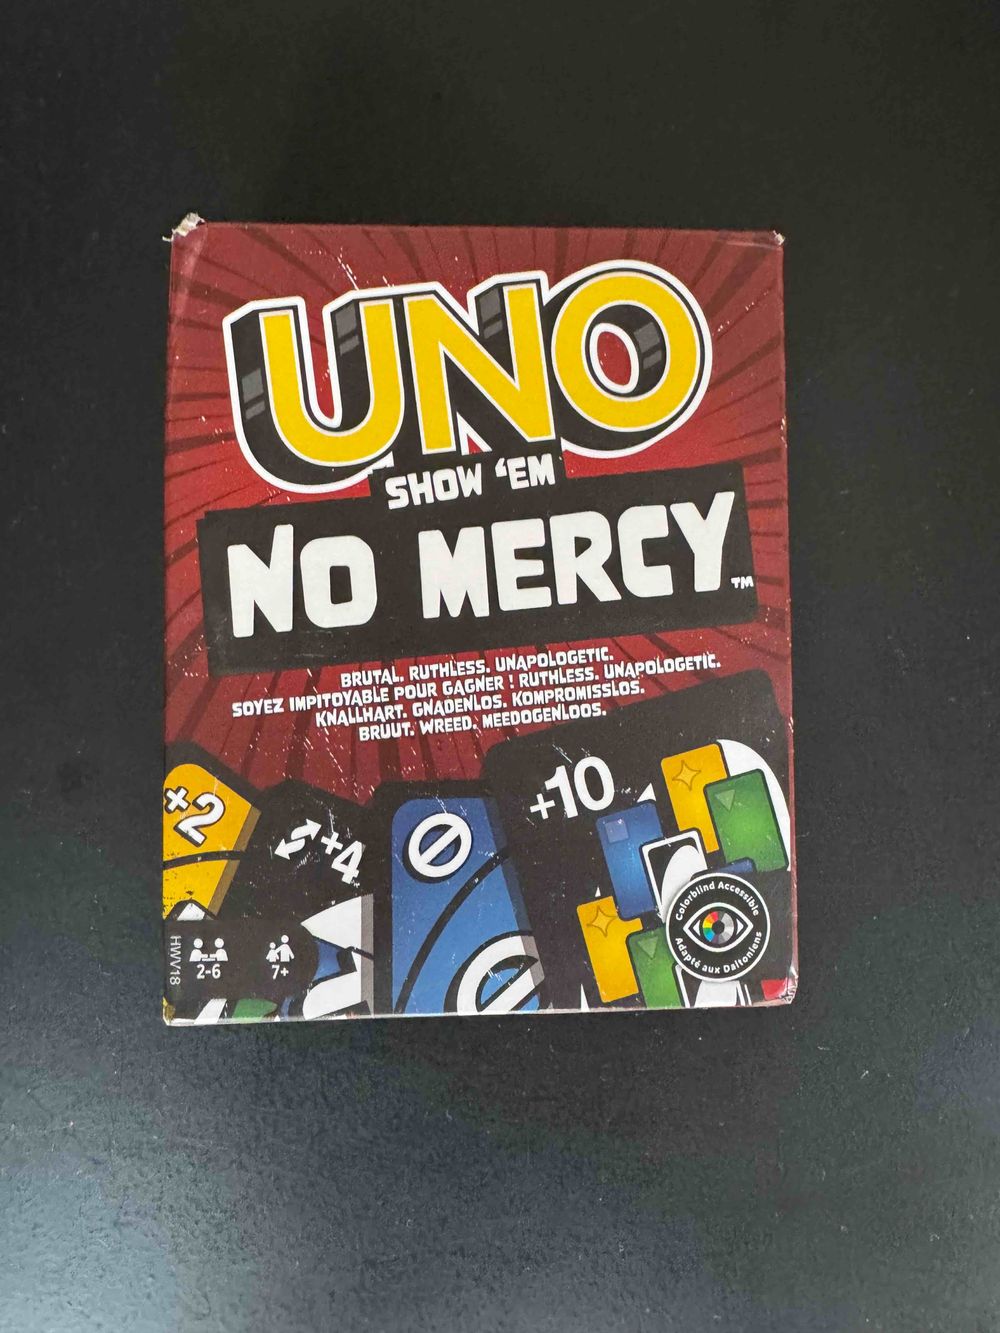 UNO
SHOW 'EM
NO MERCY™
BRUTAL. RUTHLESS. UNAPOLOGETIC.
SOYEZ IMPITOYABLE POUR GAGNER ! RUTHLESS. UNAPOLOGETIC.
KNALLHART. GNADENLOS. KOMPROMISSLOS.
BRUUT. WREED. MEEDOGENLOOS.
+10
×2
+4
Colorblind Accessible
Adapté aux Daltoniens
HWV18
2-6
7+